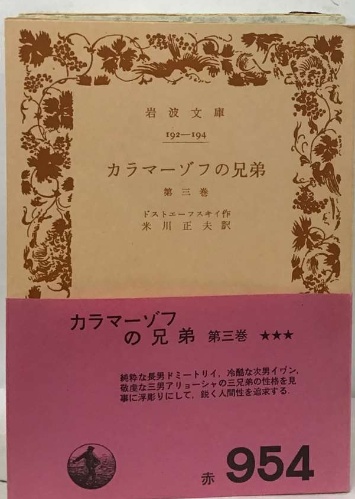 岩波文庫
192—194
カラマーゾフの兄弟
第三巻
ドストエーフスキイ作
米川正夫訳
カラマーゾフ
の兄弟 第三巻 ★★★
純粋な長男ドミートリイ、冷酷な次男イワン、
敬虔な三男アリョーシャの三兄弟の性格を見
事に浮彫りにして、鋭く人間性を追求する.
赤 954